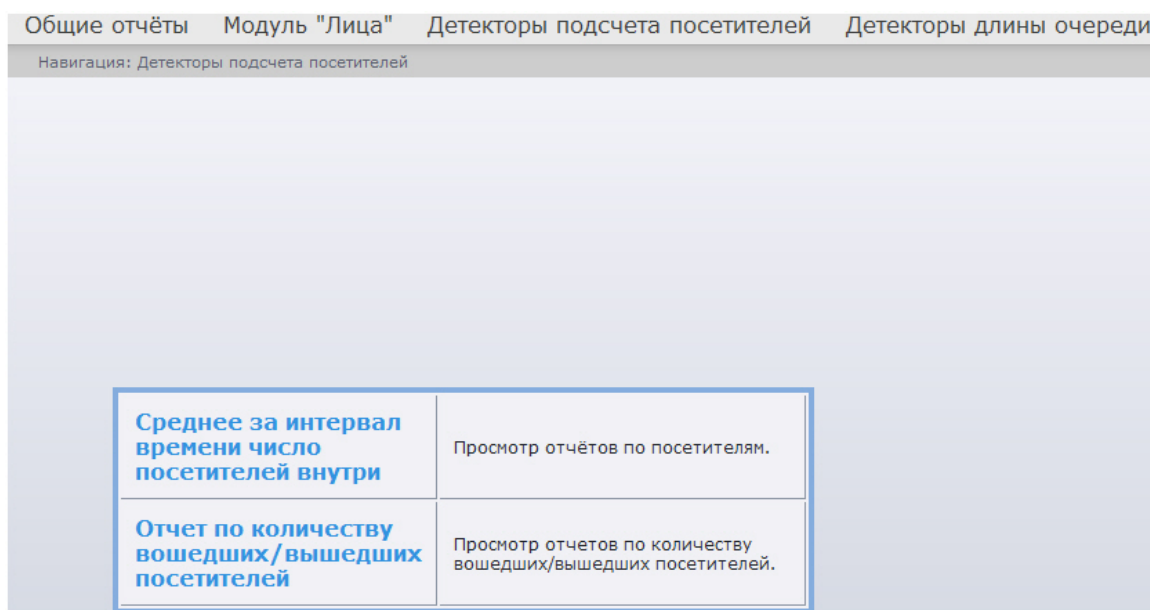 Общие отчёты Модуль "Лица" Детекторы подсчета посетителей Детекторы длины очереди
Навигация: Детекторы подсчета посетителей
Среднее за интервал
времени число
посетителей внутри
Просмотр отчётов по посетителям.
Отчет по количеству
вошедших/вышедших
посетителей
Просмотр отчетов по количеству
вошедших/вышедших посетителей.